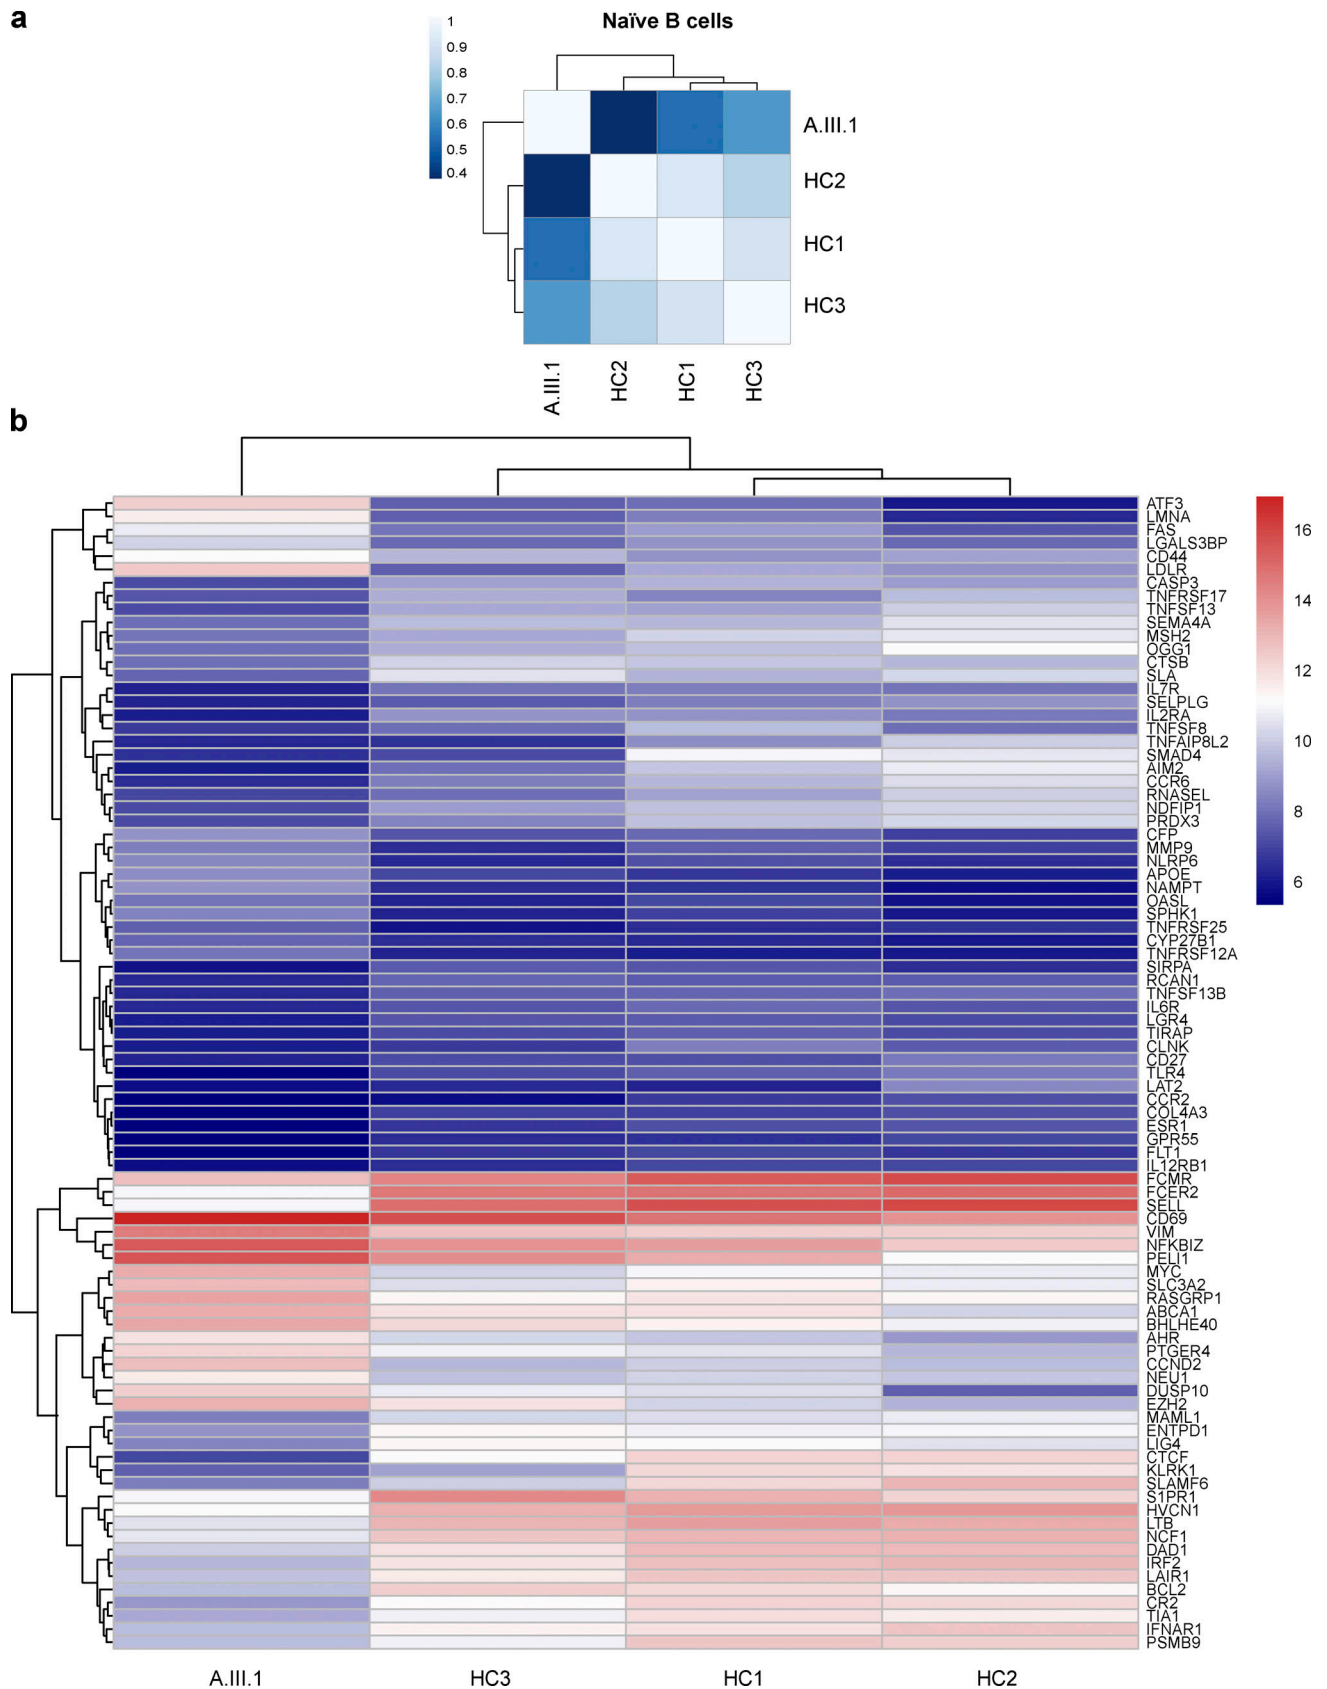 a
Naïve B cells
1
0.9
0.8
0.7
0.6
0.5
0.4
A.III.1
HC2
HC1
HC3
A.III.1
HC2
HC1
HC3
b
ATF3
LMNA
FAS
LGALS3BP
CD44
LDLR
CASP3
TNFRSF17
TNFSF13
SEMA4A
MSH2
OGG1
CTSB
SLA
IL7R
SELPLG
IL2RA
TNFSF8
TNFAIP8L2
SMAD4
AIM2
CCR6
RNASEL
NDFIP1
PRDX3
CFP
MMP9
NLRP6
APOE
NAMPT
OASL
SPHK1
TNFRSF25
CYP27B1
TNFRSF12A
SIRPA
RCAN1
TNFSF13B
IL6R
LGR4
TIRAP
CLNK
CD27
TLR4
LAT2
CCR2
COL4A3
ESR1
GPR55
FLT1
IL12RB1
FCMR
FCER2
SELL
CD69
VIM
NFKBIZ
PELI1
MYC
SLC3A2
RASGRP1
ABCA1
BHLHE40
AHR
PTGER4
CCND2
NEU1
DUSP10
EZH2
MAML1
ENTPD1
LIG4
CTCF
KLRK1
SLAMF6
S1PR1
HVCN1
LTB
NCF1
DAD1
IRF2
LAIR1
BCL2
CR2
TIA1
IFNAR1
PSMB9
16
14
12
10
8
6
A.III.1
HC3
HC1
HC2